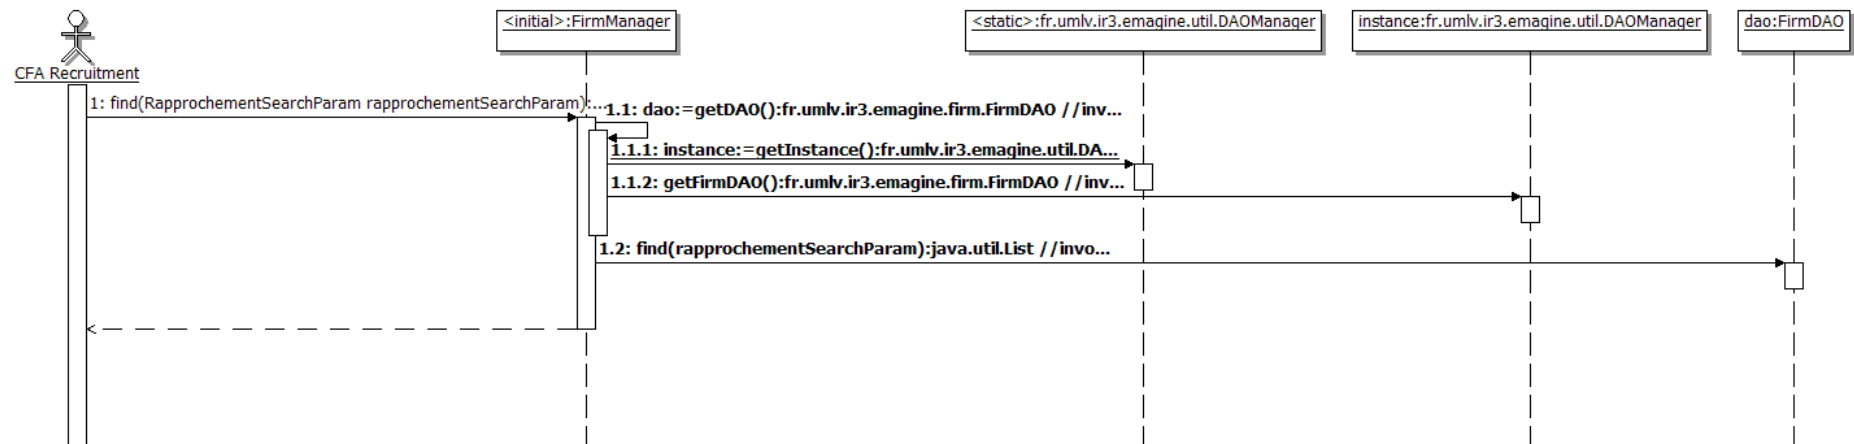 <initial>:FirmManager
<static>:fr.umlv.ir3.emagine.util.DAOManager
instance:fr.umlv.ir3.emagine.util.DAOManager
dao:FirmDAO
CFA Recruitment
1: find(RapprochementSearchParam rapprochementSearchParam):...
1.1: dao:=getDAO():fr.umlv.ir3.emagine.firm.FirmDAO //inv...
1.1.1: instance:=getInstance():fr.umlv.ir3.emagine.util.DA...
1.1.2: getFirmDAO():fr.umlv.ir3.emagine.firm.FirmDAO //inv...
1.2: find(rapprochementSearchParam):java.util.List //invo...